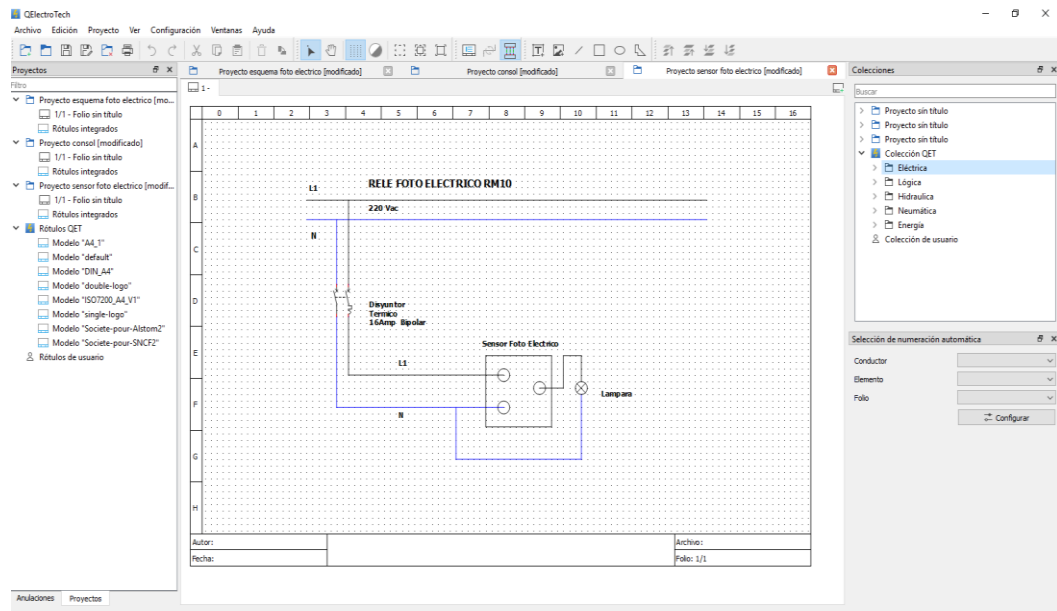 QElectroTech
Archivo Edición Proyecto Ver Configuración Ventanas Ayuda
Proyectos
Filtro
Proyecto esquema foto electrico [mo...
1/1 - Folio sin título
Rótulos integrados
Proyecto consol [modificado]
1/1 - Folio sin título
Rótulos integrados
Proyecto sensor foto electrico [modif...
1/1 - Folio sin título
Rótulos integrados
Rótulos QET
Modelo "A4_1"
Modelo "default"
Modelo "DIN_A4"
Modelo "double-logo"
Modelo "ISO7200_A4_V1"
Modelo "single-logo"
Modelo "Societe-pour-Alstom2"
Modelo "Societe-pour-SNCF2"
Rótulos de usuario
Anulaciones Proyectos
Proyecto esquema foto electrico [modificado] Proyecto consol [modificado] Proyecto sensor foto electrico [modificado]
1 -
0 1 2 3 4 5 6 7 8 9 10 11 12 13 14 15 16
A
B
C
D
E
F
G
H
L1
RELE FOTO ELECTRICO RM10
220 Vac
N
Disyuntor
Termico
16Amp Bipolar
Sensor Foto Electrico
L1
Lampara
N
Autor:
Archivo:
Fecha:
Folio: 1/1
Colecciones
Buscar
Proyecto sin título
Proyecto sin título
Proyecto sin título
Colección QET
Eléctrica
Lógica
Hidraulica
Neumática
Energía
Colección de usuario
Selección de numeración automática
Conductor
Elemento
Folio
Configurar